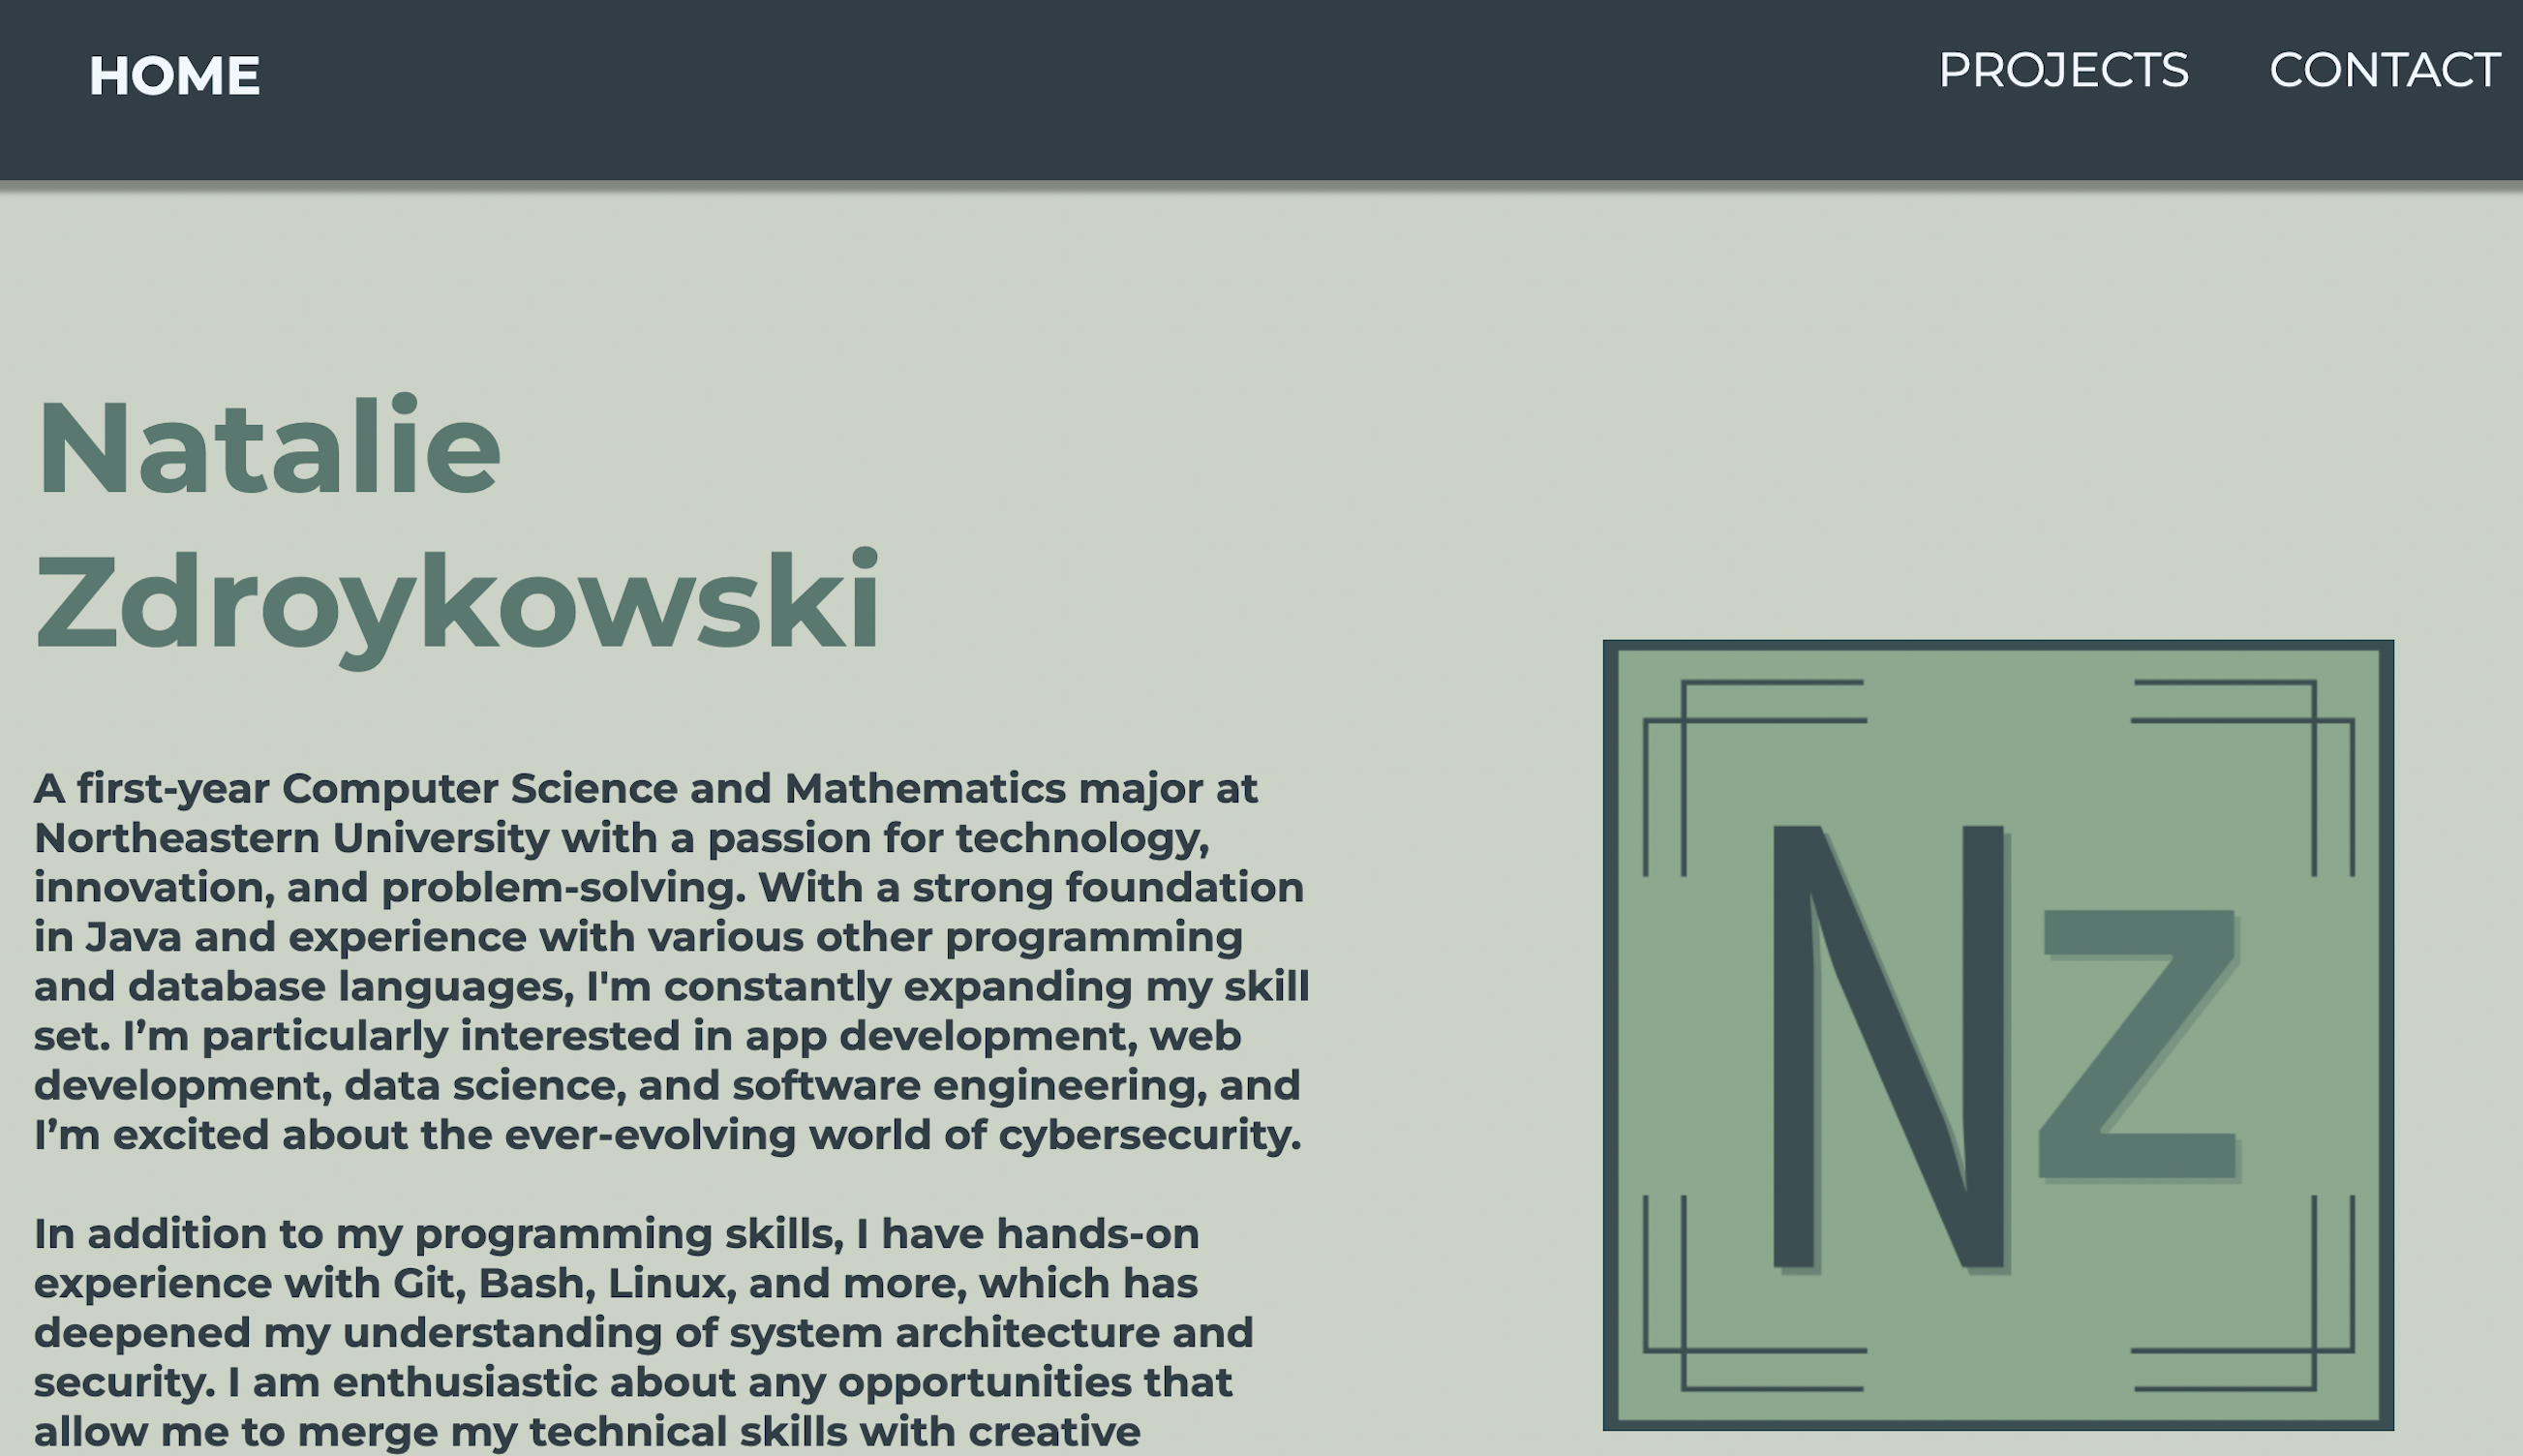 HOME
PROJECTS
CONTACT
Natalie
Zdroykowski
A first-year Computer Science and Mathematics major at
Northeastern University with a passion for technology,
innovation, and problem-solving. With a strong foundation
in Java and experience with various other programming
and database languages, I'm constantly expanding my skill
set. I’m particularly interested in app development, web
development, data science, and software engineering, and
I’m excited about the ever-evolving world of cybersecurity.
In addition to my programming skills, I have hands-on
experience with Git, Bash, Linux, and more, which has
deepened my understanding of system architecture and
security. I am enthusiastic about any opportunities that
allow me to merge my technical skills with creative
NZ